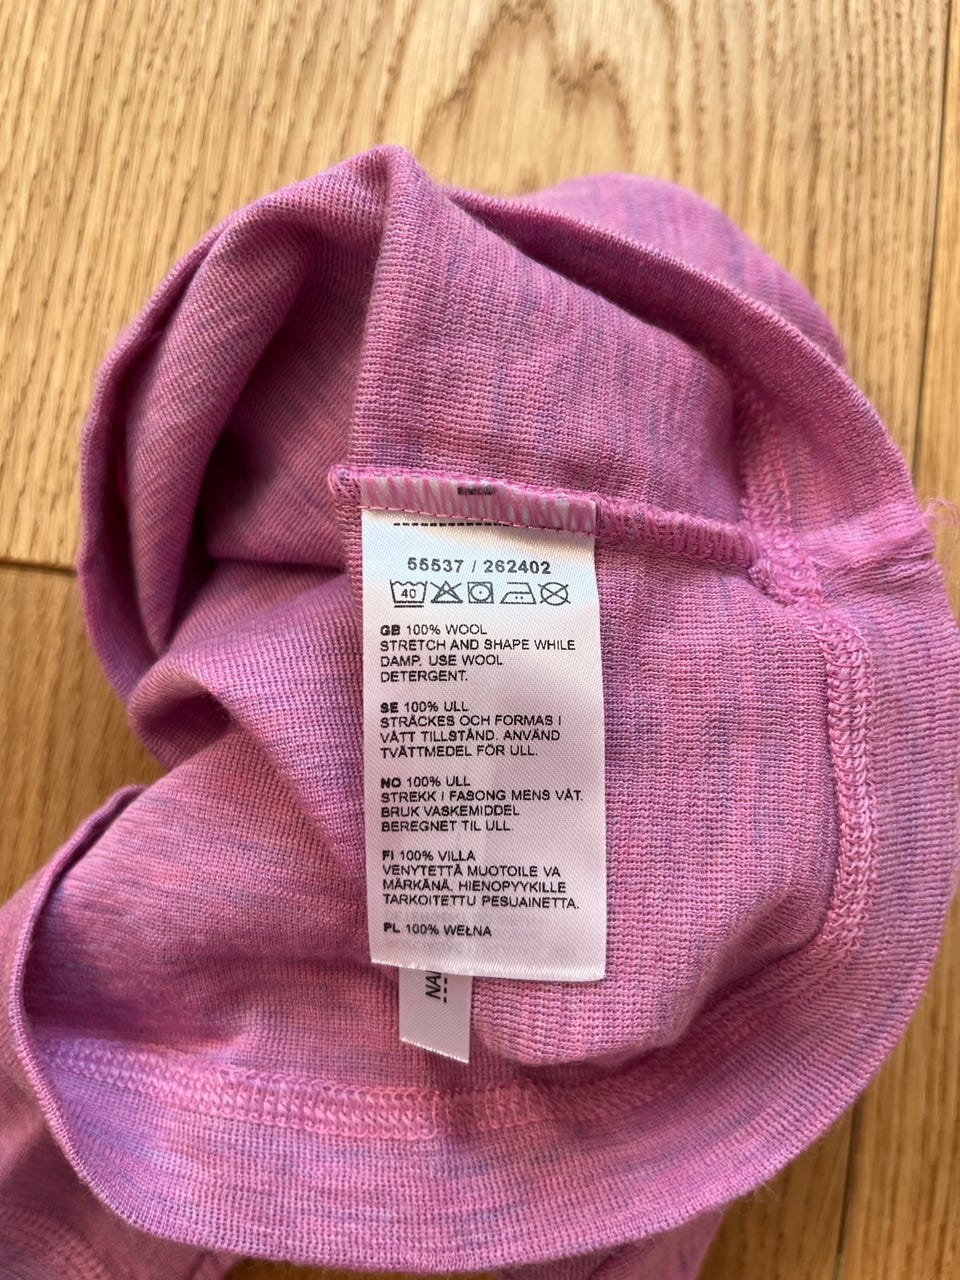 55537 / 262402
40
GB 100% WOOL
STRETCH AND SHAPE WHILE
DAMP. USE WOOL
DETERGENT.
SE 100% ULL
STRÄCKES OCH FORMAS I
VÅTT TILLSTÅND. ANVÄND
TVÄTTMEDEL FÖR ULL.
NO 100% ULL
STREKK I FASONG MENS VÅT.
BRUK VASKEMIDDEL
BEREGNET TIL ULL.
FI 100% VILLA
VENYTETTÄ MUOTOILE VA
MÄRKÄNÄ. HIENOPYYKILLE
TARKOITETTU PESUAINETTA.
PL 100% WEŁNA